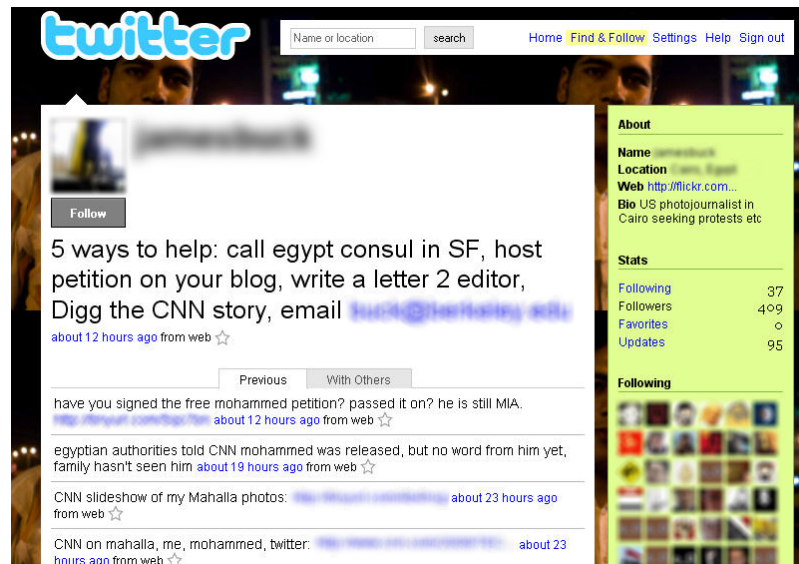 twitter
Name or location
search
Home Find & Follow Settings Help Sign out
Follow
5 ways to help: call egypt consul in SF, host
petition on your blog, write a letter 2 editor,
Digg the CNN story, email
about 12 hours ago from web
Previous
With Others
have you signed the free mohammed petition? passed it on? he is still MIA.
about 12 hours ago from web
egyptian authorities told CNN mohammed was released, but no word from him yet,
family hasn't seen him about 19 hours ago from web
CNN slideshow of my Mahalla photos: about 23 hours ago
from web
CNN on mahalla, me, mohammed, twitter: about 23
hours ago from web
About
Name
Location
Web http://flickr.com...
Bio US photojournalist in
Cairo seeking protests etc
Stats
Following 37
Followers 409
Favorites 0
Updates 95
Following